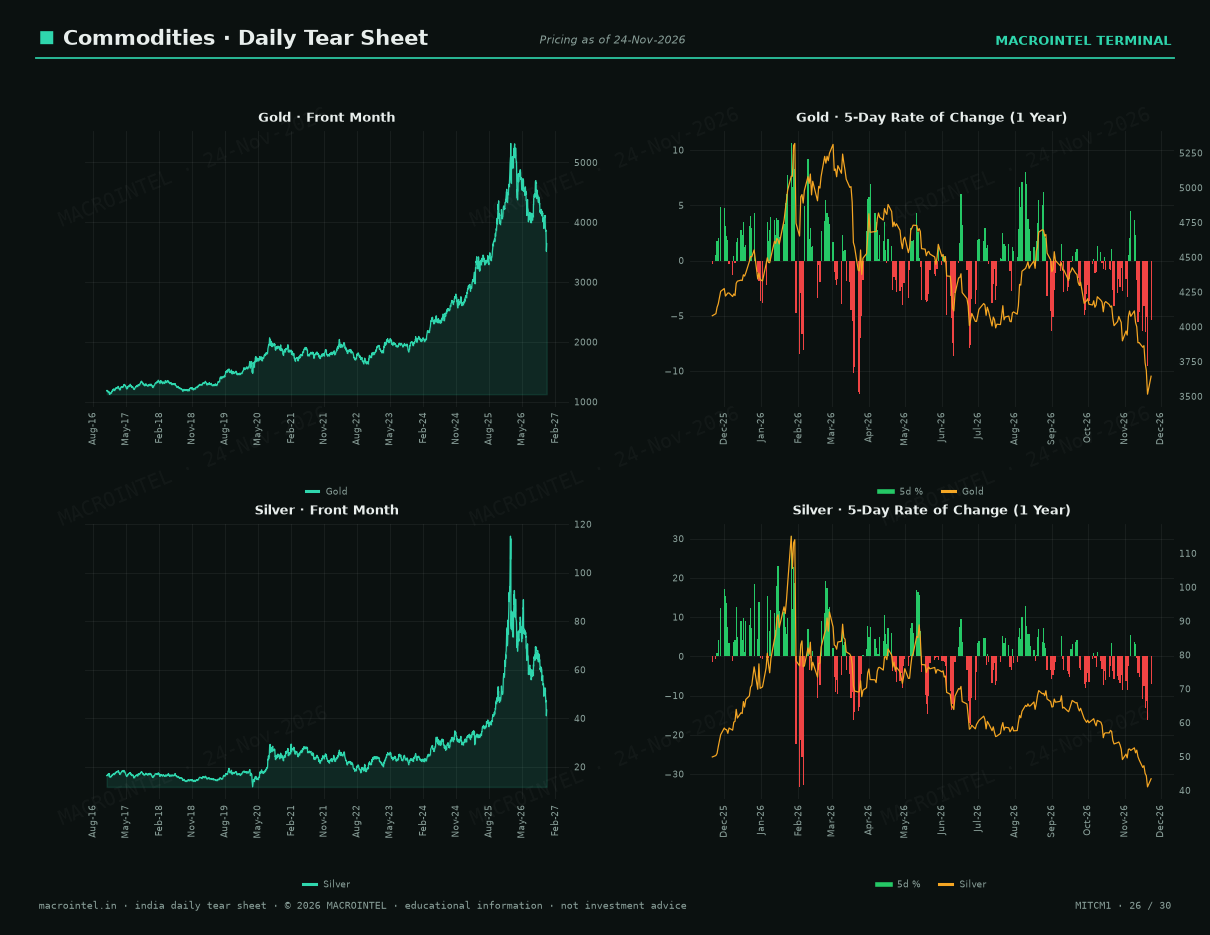 Commodities · Daily Tear Sheet
Pricing as of 24-Nov-2026
MACROINTEL TERMINAL
Gold · Front Month
5000
4000
3000
2000
1000
Aug-16 May-17 Feb-18 Nov-18 Aug-19 May-20 Feb-21 Nov-21 Aug-22 May-23 Feb-24 Nov-24 Aug-25 May-26 Feb-27
Gold
Gold · 5-Day Rate of Change (1 Year)
10
5
0
−5
−10
5250
5000
4750
4500
4250
4000
3750
3500
Dec-25 Jan-26 Feb-26 Mar-26 Apr-26 May-26 Jun-26 Jul-26 Aug-26 Sep-26 Oct-26 Nov-26 Dec-26
5d % Gold
Silver · Front Month
120
100
80
60
40
20
Aug-16 May-17 Feb-18 Nov-18 Aug-19 May-20 Feb-21 Nov-21 Aug-22 May-23 Feb-24 Nov-24 Aug-25 May-26 Feb-27
Silver
Silver · 5-Day Rate of Change (1 Year)
30
20
10
0
−10
−20
−30
110
100
90
80
70
60
50
40
Dec-25 Jan-26 Feb-26 Mar-26 Apr-26 May-26 Jun-26 Jul-26 Aug-26 Sep-26 Oct-26 Nov-26 Dec-26
5d % Silver
MACROINTEL · 24-Nov-2026
macrointel.in · india daily tear sheet · © 2026 MACROINTEL · educational information · not investment advice
MITCM1 · 26 / 30